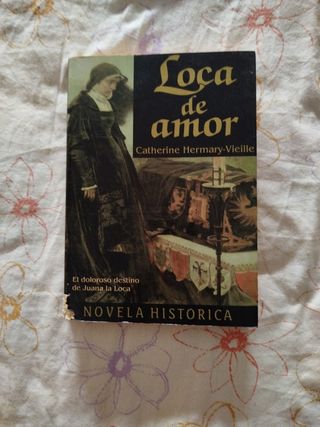 Loca
de
amor
Catherine Hermary-Vieille
El doloroso destino
de Juana la Loca
NOVELA HISTORICA